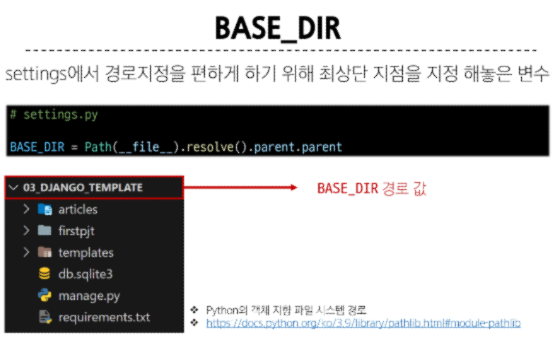 BASE_DIR
settings에서 경로지정을 편하게 하기 위해 최상단 지점을 지정 해놓은 변수
# settings.py
BASE_DIR = Path(__file__).resolve().parent.parent
03_DJANGO_TEMPLATE
BASE_DIR 경로 값
articles
firstpjt
templates
db.sqlite3
manage.py
requirements.txt
❖ Python의 객체 지향 파일 시스템 경로
❖ https://docs.python.org/ko/3.9/library/pathlib.html#module-pathlib